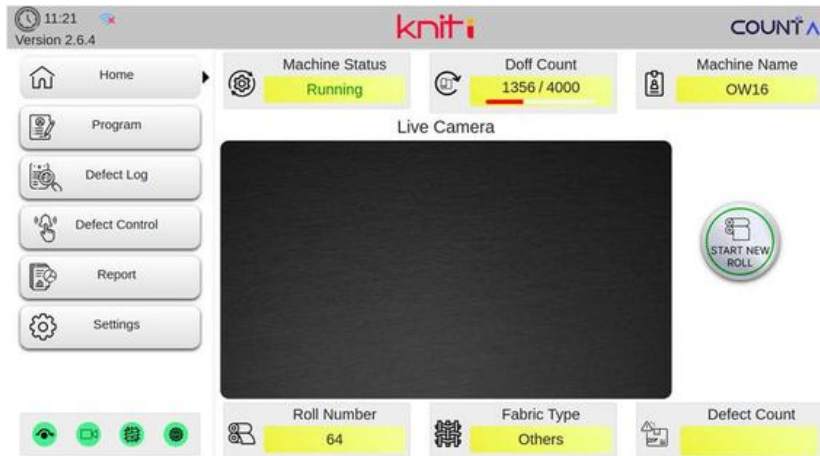 11:21
Version 2.6.4
kniti
COUNT
Home
Program
Defect Log
Defect Control
Report
Settings
Machine Status
Running
Doff Count
1356 / 4000
Machine Name
OW16
Live Camera
START NEW
ROLL
Roll Number
64
Fabric Type
Others
Defect Count